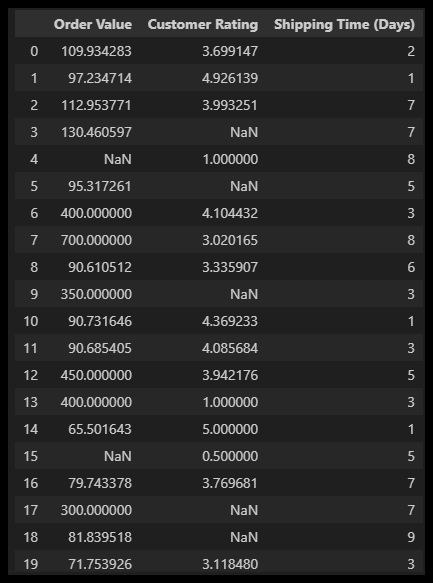 Order Value Customer Rating Shipping Time (Days)
0 109.934283 3.699147 2
1 97.234714 4.926139 1
2 112.953771 3.993251 7
3 130.460597 NaN 7
4 NaN 1.000000 8
5 95.317261 NaN 5
6 400.000000 4.104432 3
7 700.000000 3.020165 8
8 90.610512 3.335907 6
9 350.000000 NaN 3
10 90.731646 4.369233 1
11 90.685405 4.085684 3
12 450.000000 3.942176 5
13 400.000000 1.000000 3
14 65.501643 5.000000 1
15 NaN 0.500000 5
16 79.743378 3.769681 7
17 300.000000 NaN 7
18 81.839518 NaN 9
19 71.753926 3.118480 3